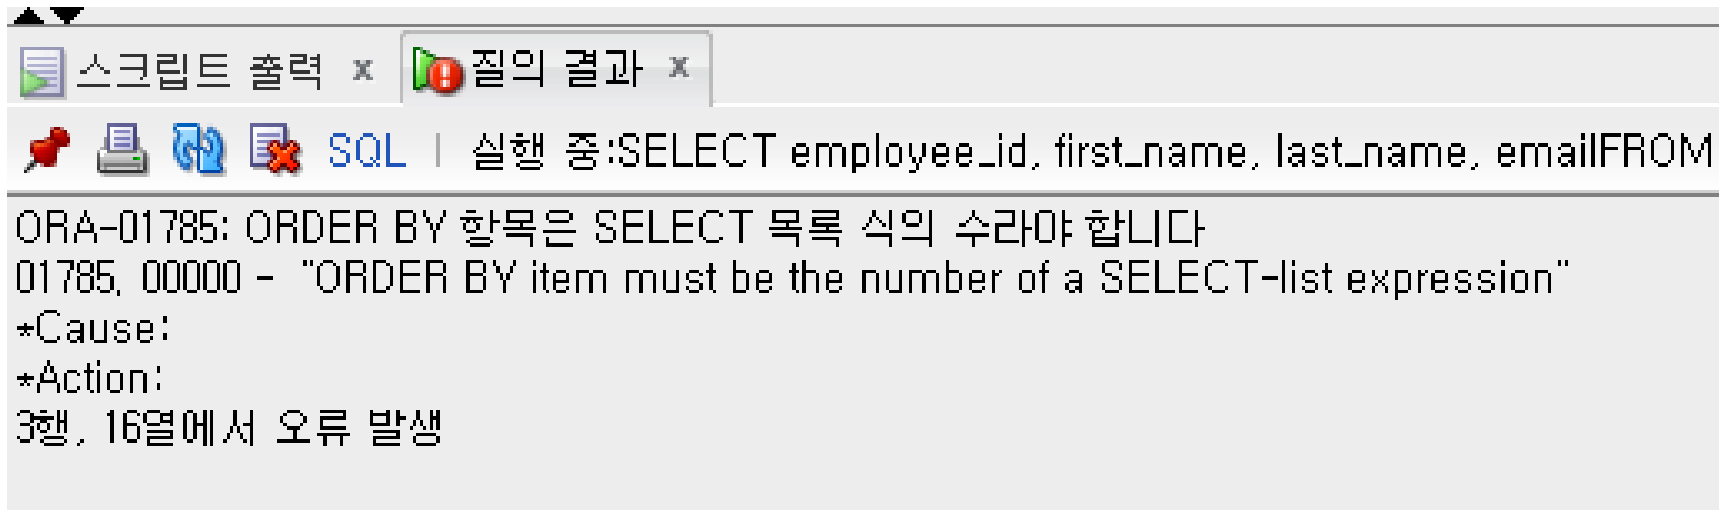 스크립트 출력 x 질의 결과 x
SQL | 실행 중:SELECT employee_id, first_name, last_name, emailFROM
ORA-01785: ORDER BY 항목은 SELECT 목록 식의 수라야 합니다
01785, 00000 - "ORDER BY item must be the number of a SELECT-list expression"
*Cause:
*Action:
3행, 16열에서 오류 발생